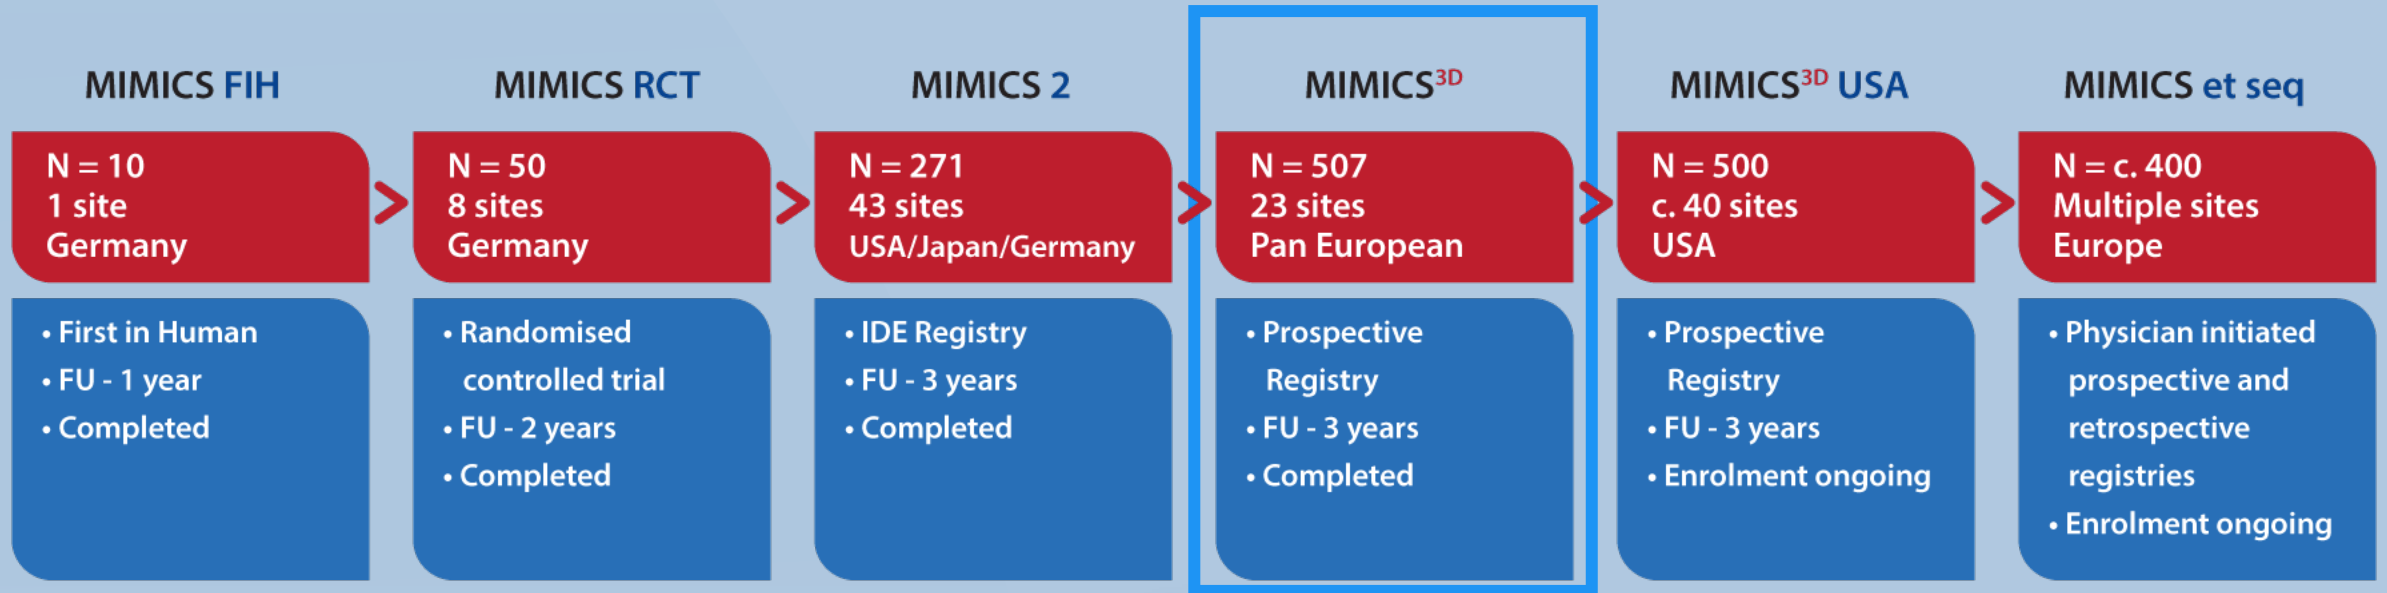 MIMICS FIH
N = 10
1 site
Germany
• First in Human
• FU - 1 year
• Completed
MIMICS RCT
N = 50
8 sites
Germany
• Randomised
controlled trial
• FU - 2 years
• Completed
MIMICS 2
N = 271
43 sites
USA/Japan/Germany
• IDE Registry
• FU - 3 years
• Completed
MIMICS3D
N = 507
23 sites
Pan European
• Prospective
Registry
• FU - 3 years
• Completed
MIMICS3D USA
N = 500
c. 40 sites
USA
• Prospective
Registry
• FU - 3 years
• Enrolment ongoing
MIMICS et seq
N = c. 400
Multiple sites
Europe
• Physician initiated
prospective and
retrospective
registries
• Enrolment ongoing